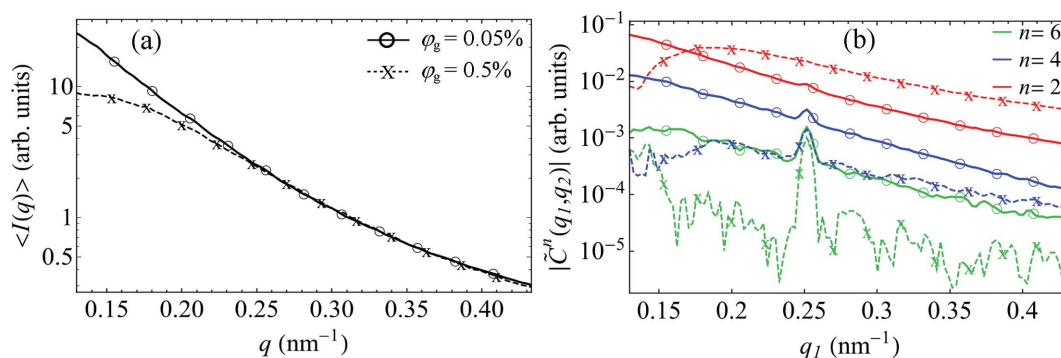 (a)
φg = 0.05%
φg = 0.5%
<I(q)> (arb. units)
10
5
1
0.5
0.15 0.20 0.25 0.30 0.35 0.40
q (nm⁻¹)
(b)
n= 6
n= 4
n= 2
|C̃ⁿ(q₁,q₂)| (arb. units)
10⁻¹
10⁻²
10⁻³
10⁻⁴
10⁻⁵
0.15 0.2 0.25 0.3 0.35 0.4
q₁ (nm⁻¹)